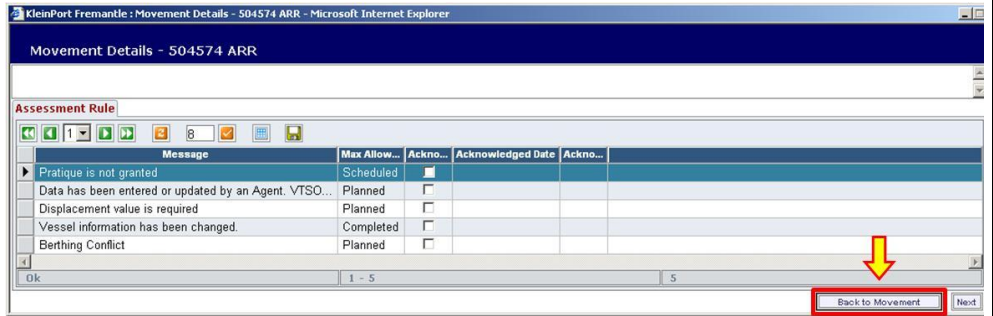 KleinPort Fremantle : Movement Details - 504574 ARR - Microsoft Internet Explorer
Movement Details - 504574 ARR
Assessment Rule
1 8
Message Max Allow... Ackno... Acknowledged Date Ackno...
Pratique is not granted Scheduled
Data has been entered or updated by an Agent. VTSO... Planned
Displacement value is required Planned
Vessel information has been changed. Completed
Berthing Conflict Planned
Ok 1 - 5 5
Back to Movement Next